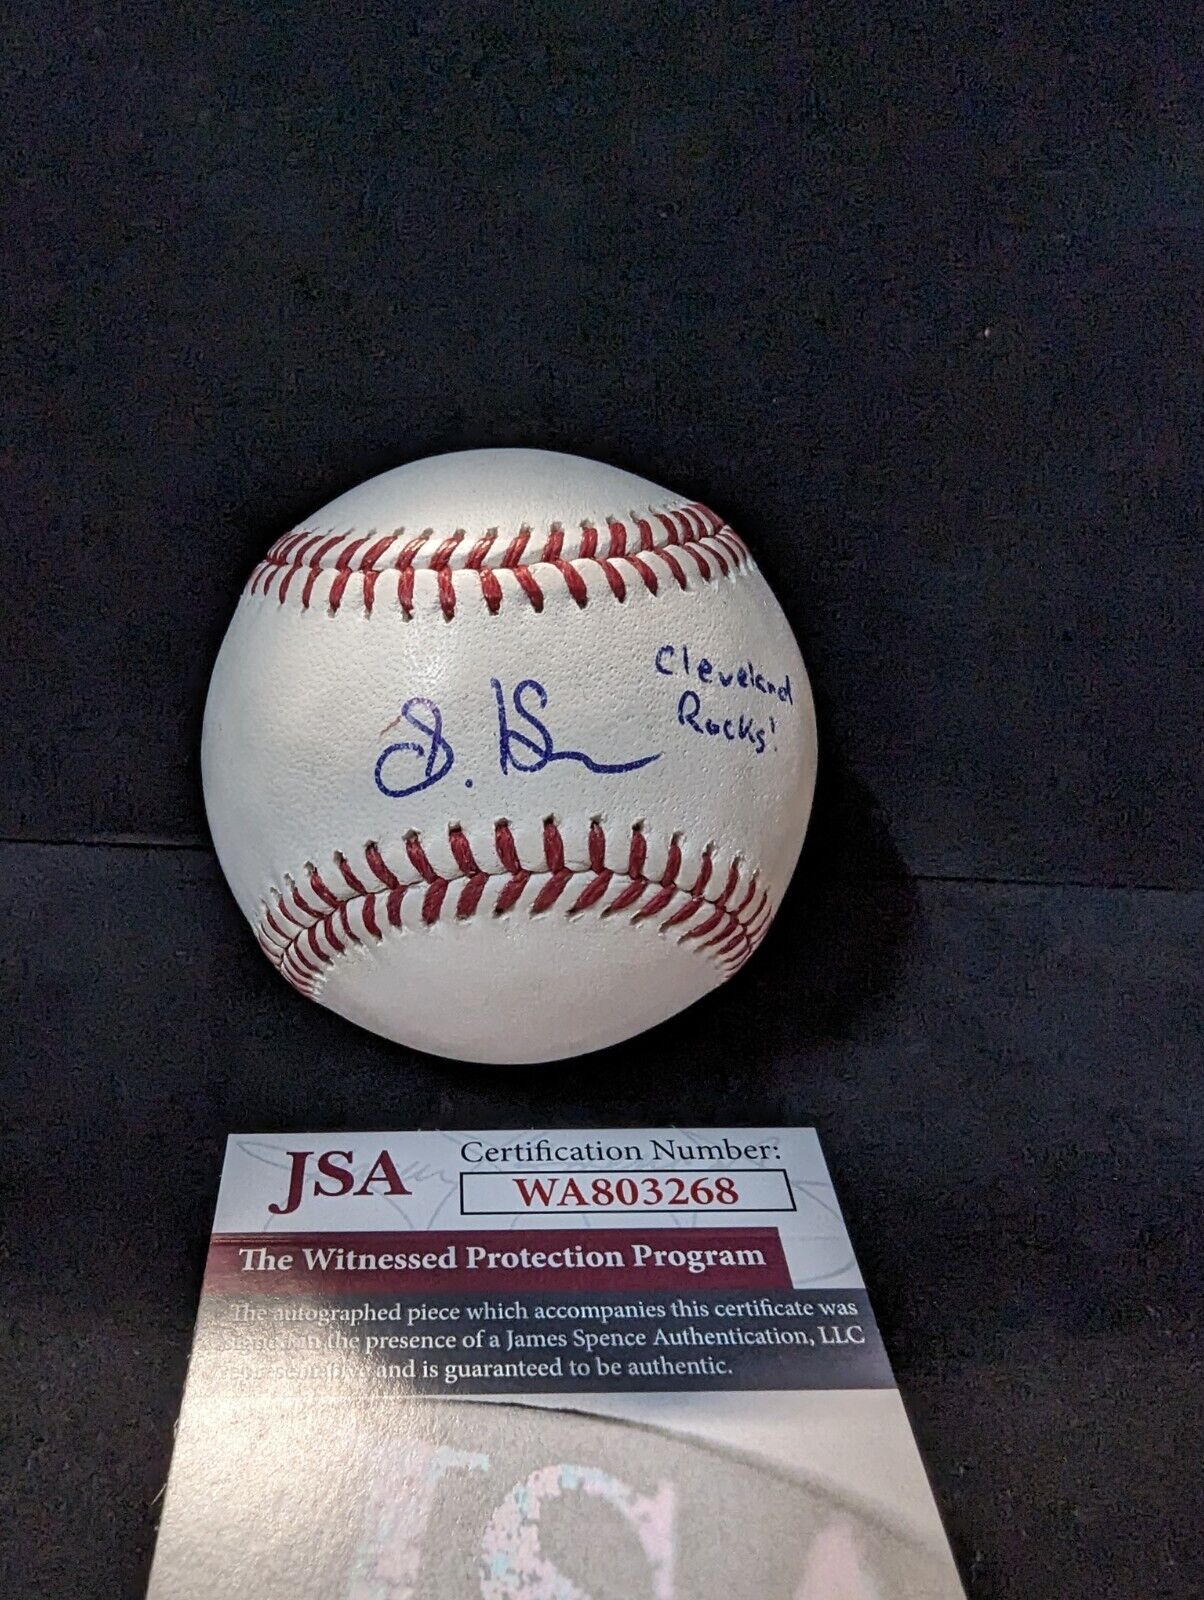 Cleveland
Rocks!
JSA
Certification Number:
WA803268
The Witnessed Protection Program
The autographed piece which accompanies this certificate was
signed in the presence of a James Spence Authentication, LLC
representative and is guaranteed to be authentic.